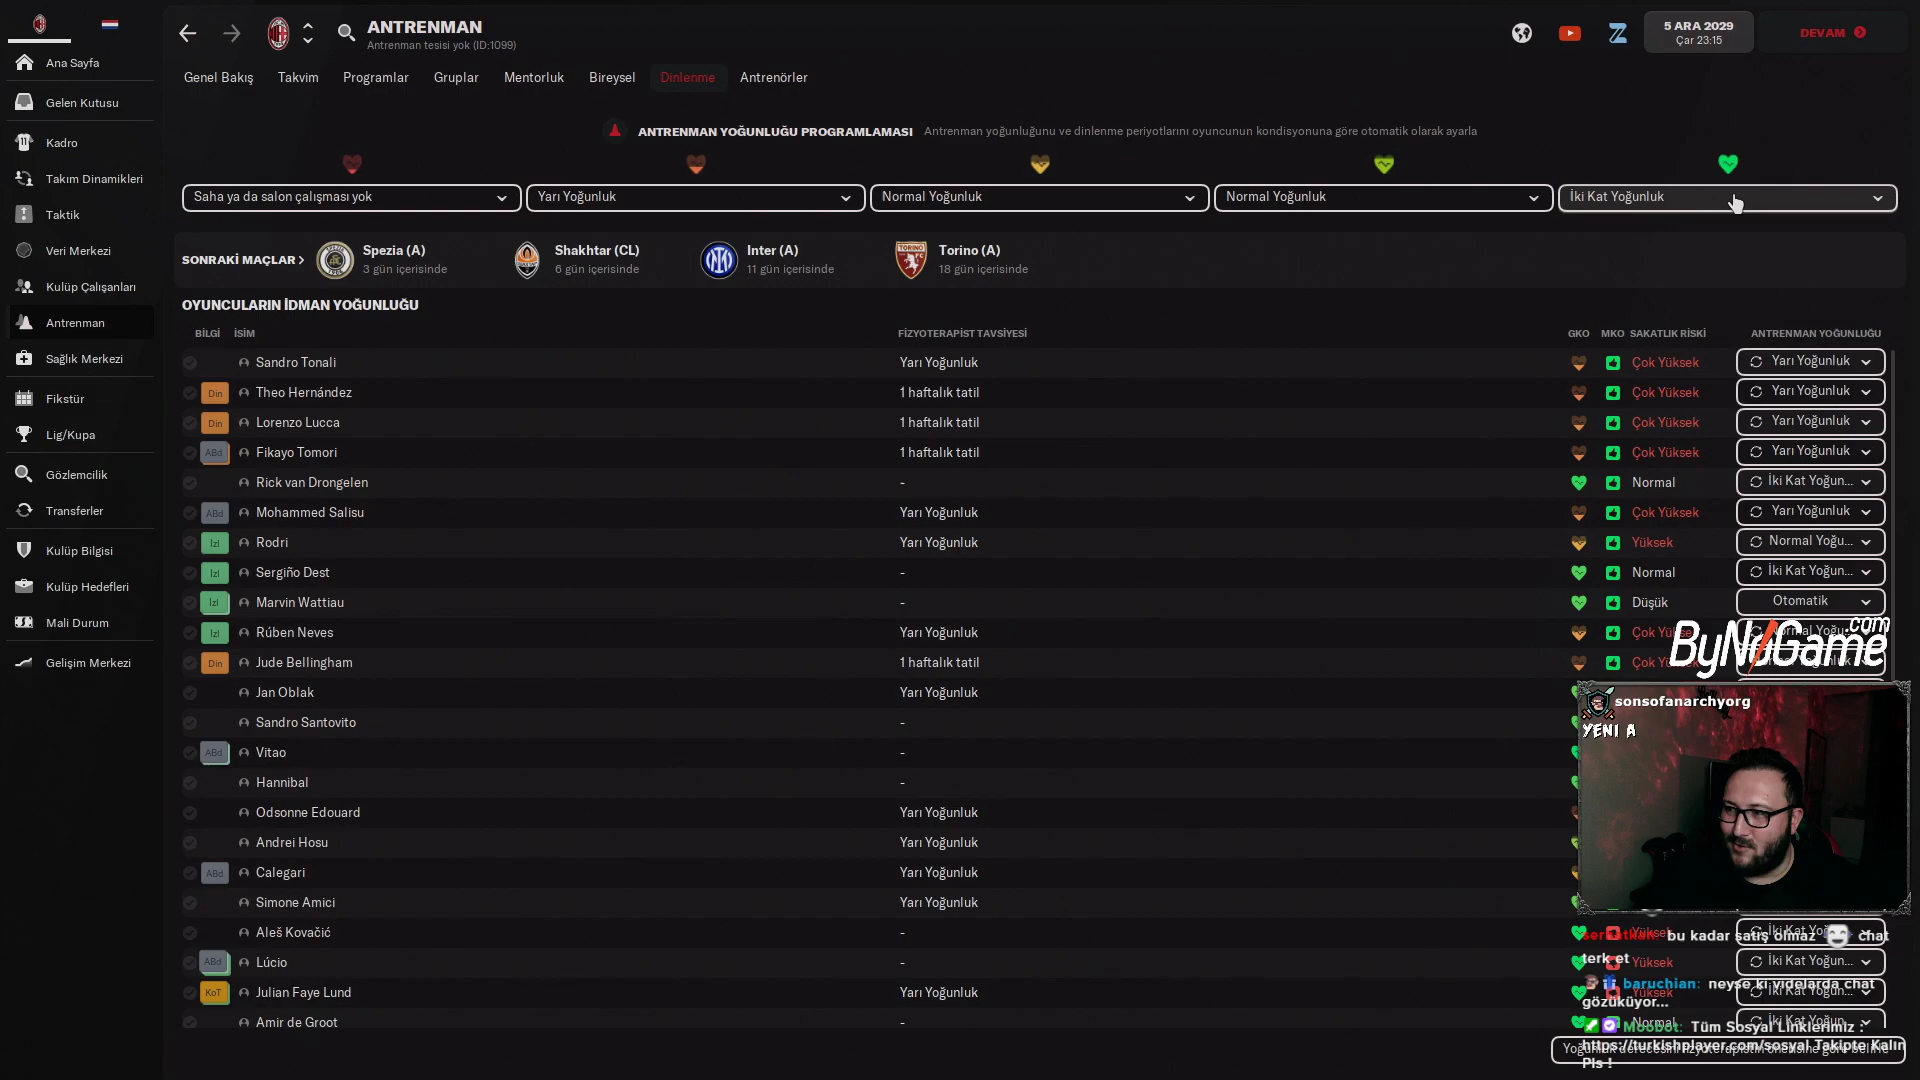 ANTRENMAN
Antrenman tesisi yok (ID:1099)
5 ARA 2029
Çar 23:15
DEVAM
Ana Sayfa
Gelen Kutusu
Kadro
Takım Dinamikleri
Taktik
Veri Merkezi
Kulüp Çalışanları
Antrenman
Sağlık Merkezi
Fikstür
Lig/Kupa
Gözlemcilik
Transferler
Kulüp Bilgisi
Kulüp Hedefleri
Mali Durum
Gelişim Merkezi
Genel Bakış Takvim Programlar Gruplar Mentorluk Bireysel Dinlenme Antrenörler
ANTRENMAN YOĞUNLUĞU PROGRAMLAMASI Antrenman yoğunluğunu ve dinlenme periyotlarını oyuncunun kondisyonuna göre otomatik olarak ayarla
Saha ya da salon çalışması yok Yarı Yoğunluk Normal Yoğunluk Normal Yoğunluk İki Kat Yoğunluk
SONRAKİ MAÇLAR
Spezia (A)
3 gün içerisinde
Shakhtar (CL)
6 gün içerisinde
Inter (A)
11 gün içerisinde
Torino (A)
18 gün içerisinde
OYUNCULARIN İDMAN YOĞUNLUĞU
BİLGİ İSİM FİZYOTERAPİST TAVSİYESİ GKO MKO SAKATLIK RİSKİ ANTRENMAN YOĞUNLUĞU
Sandro Tonali Yarı Yoğunluk Çok Yüksek Yarı Yoğunluk
Din Theo Hernández 1 haftalık tatil Çok Yüksek Yarı Yoğunluk
Din Lorenzo Lucca 1 haftalık tatil Çok Yüksek Yarı Yoğunluk
ABd Fikayo Tomori 1 haftalık tatil Çok Yüksek Yarı Yoğunluk
Rick van Drongelen - Normal İki Kat Yoğun...
ABd Mohammed Salisu Yarı Yoğunluk Çok Yüksek Yarı Yoğunluk
İzl Rodri Yarı Yoğunluk Yüksek Normal Yoğu...
İzl Sergiño Dest - Normal İki Kat Yoğun...
İzl Marvin Wattiau - Düşük Otomatik
İzl Rúben Neves Yarı Yoğunluk Çok
Din Jude Bellingham 1 haftalık tatil Çok
Jan Oblak Yarı Yoğunluk
Sandro Santovito -
ABd Vitao -
Hannibal -
Odsonne Edouard Yarı Yoğunluk
Andrei Hosu Yarı Yoğunluk
ABd Calegari Yarı Yoğunluk
Simone Amici Yarı Yoğunluk
Aleš Kovačić -
ABd Lúcio - Yüksek İki Kat Yoğun...
KoT Julian Faye Lund Yarı Yoğunluk Yüksek
Amir de Groot - Normal
ByNoGame.com
sonsofanarchyorg
YENI A
bu kadar satış olmaz chat
terk et
baruchian: neyse ki videlarda chat
gözüküyor...
Moobot: Tüm Sosyal Linklerimiz :
https://turkishplayer.com/sosyal Takipte Kalın
Pls !